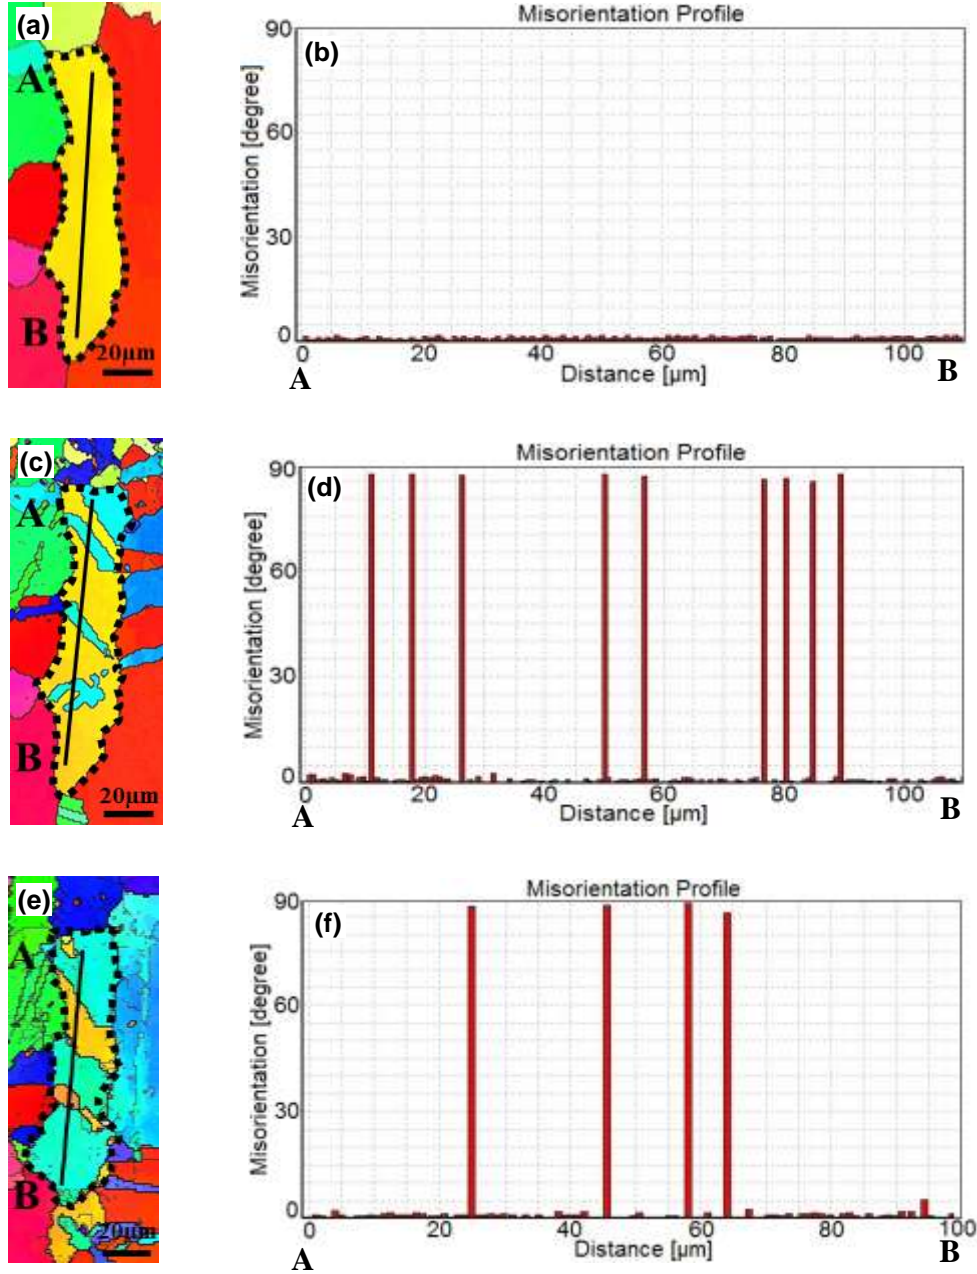 (a)
A
B
20μm
Misorientation Profile
(b)
Misorientation [degree]
90
60
30
0
0 20 40 60 80 100
Distance [μm]
A B
(c)
A
B
20μm
Misorientation Profile
(d)
Misorientation [degree]
90
60
30
0
0 20 40 60 80 100
Distance [μm]
A B
(e)
A
B
20μm
Misorientation Profile
(f)
Misorientation [degree]
90
60
30
0
0 20 40 60 80 100
Distance [μm]
A B